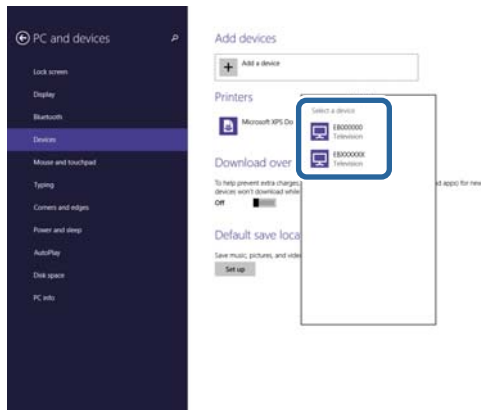 PC and devices
Lock screen
Display
Bluetooth
Devices
Mouse and touchpad
Typing
Corners and edges
Power and sleep
AutoPlay
Disk space
PC info
Add devices
Add a device
Printers
Microsoft XPS Do
Download over
To help prevent extra charges,
d apps) for new
devices won't download while
Off
Default save loca
Save music, pictures, and vide
Set up
Select a device
Television
Television